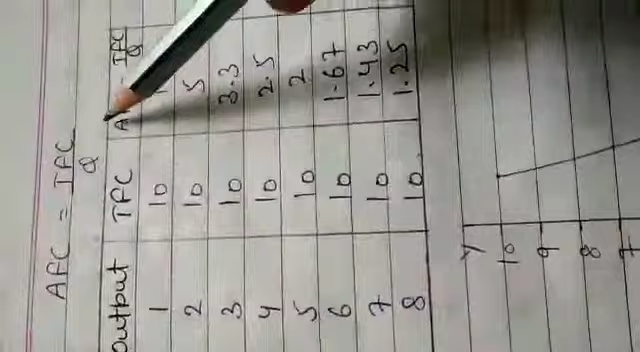 AFC = TFC
Q
Output TFC A TFC
Q
1 10
2 10 5
3 10 3.3
4 10 2.5
5 10 2
6 10 1.67
7 10 1.43
8 10 1.25
Y
10
9
8
7